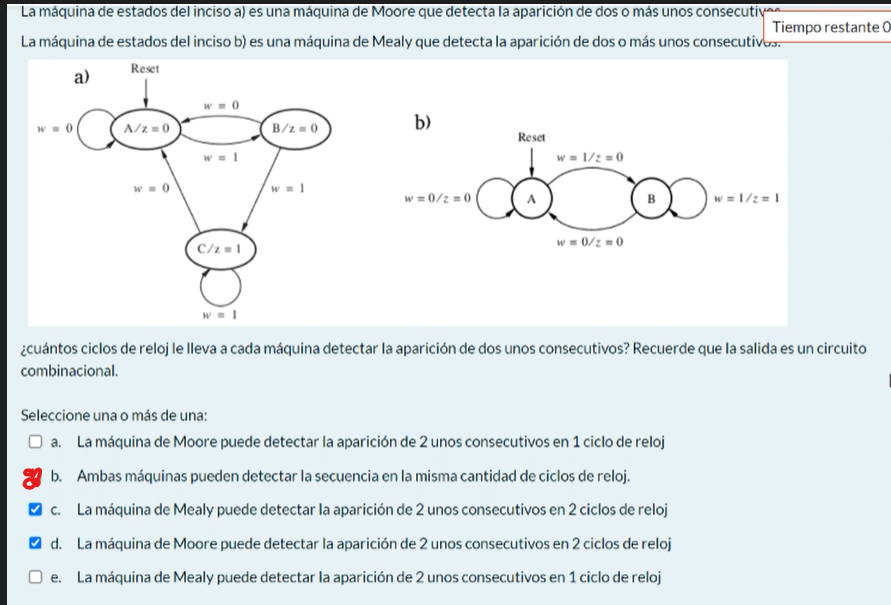 La máquina de estados del inciso a) es una máquina de Moore que detecta la aparición de dos o más unos consecutivos
Tiempo restante 0
La máquina de estados del inciso b) es una máquina de Mealy que detecta la aparición de dos o más unos consecutivos.
a)
Reset
w = 0
w = 0
A/z = 0
B/z = 0
w = 1
w = 0
w = 1
C/z = 1
w = 1
b)
Reset
w = 1/z = 0
w = 0/z = 0
A
B
w = 1/z = 1
w = 0/z = 0
¿cuántos ciclos de reloj le lleva a cada máquina detectar la aparición de dos unos consecutivos? Recuerde que la salida es un circuito
combinacional.
Seleccione una o más de una:
a. La máquina de Moore puede detectar la aparición de 2 unos consecutivos en 1 ciclo de reloj
b. Ambas máquinas pueden detectar la secuencia en la misma cantidad de ciclos de reloj.
c. La máquina de Mealy puede detectar la aparición de 2 unos consecutivos en 2 ciclos de reloj
d. La máquina de Moore puede detectar la aparición de 2 unos consecutivos en 2 ciclos de reloj
e. La máquina de Mealy puede detectar la aparición de 2 unos consecutivos en 1 ciclo de reloj